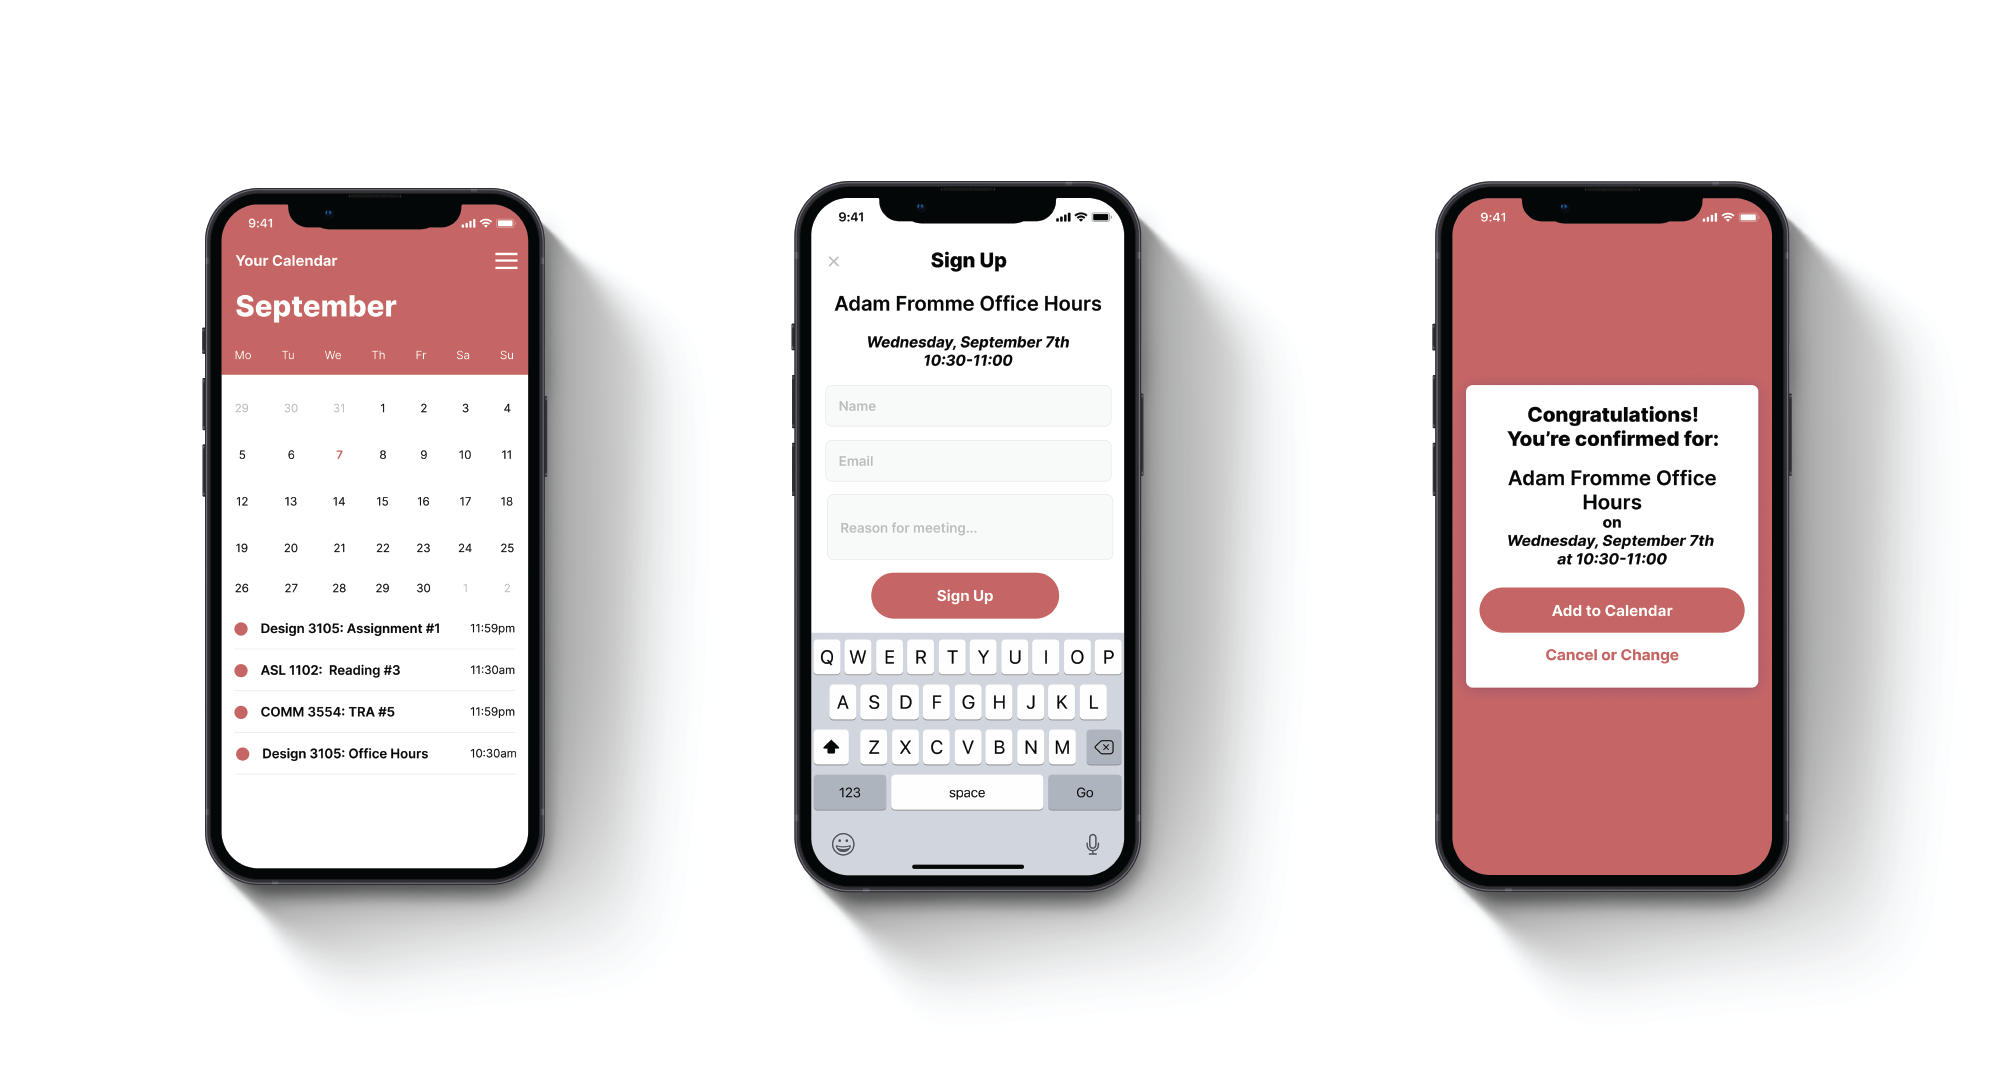 9:41
Your Calendar
September
Mo Tu We Th Fr Sa Su
29 30 31 1 2 3 4
5 6 7 8 9 10 11
12 13 14 15 16 17 18
19 20 21 22 23 24 25
26 27 28 29 30 1 2
Design 3105: Assignment #1 11:59pm
ASL 1102: Reading #3 11:30am
COMM 3554: TRA #5 11:59pm
Design 3105: Office Hours 10:30am
9:41
Sign Up
Adam Fromme Office Hours
Wednesday, September 7th
10:30-11:00
Name
Email
Reason for meeting...
Sign Up
Q W E R T Y U I O P
A S D F G H J K L
Z X C V B N M
123 space Go
9:41
Congratulations!
You're confirmed for:
Adam Fromme Office
Hours
on
Wednesday, September 7th
at 10:30-11:00
Add to Calendar
Cancel or Change